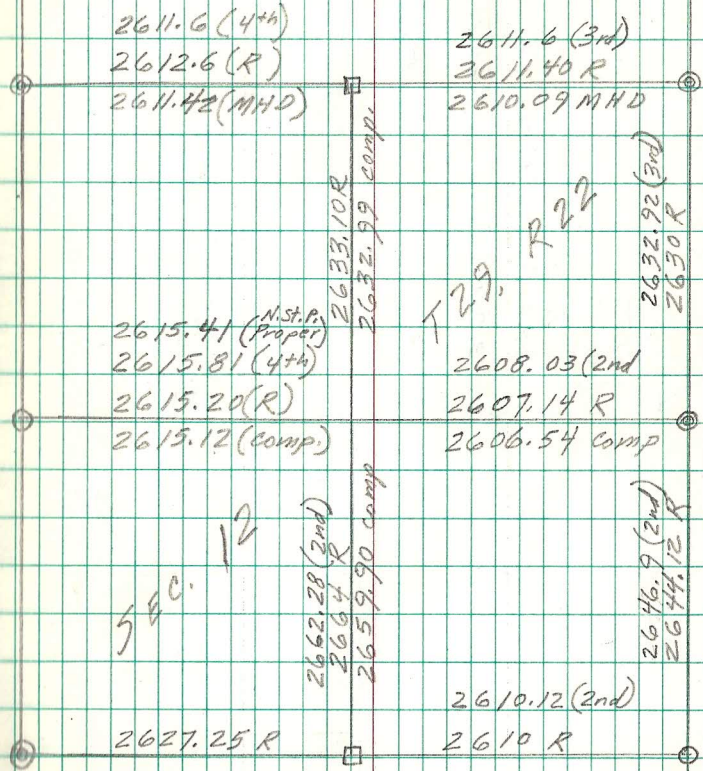 2611.6 (4th)
2612.6 (R)
2611.42 (MHD)
2611.6 (3rd)
2611.40 R
2610.09 MHD
2633.10 R
2632.99 comp.
T 29. R 22
2632.92 (3rd)
2630 R
2615.41 (N.St.P. Proper)
2615.81 (4th)
2615.20 (R)
2615.12 (comp.)
2608.03 (2nd
2607.14 R
2606.54 comp
SEC. 12
2662.28 (2nd)
2664 R
2659.90 comp
2646.9 (2nd)
2644.12 R
2627.25 R
2610.12 (2nd)
2610 R